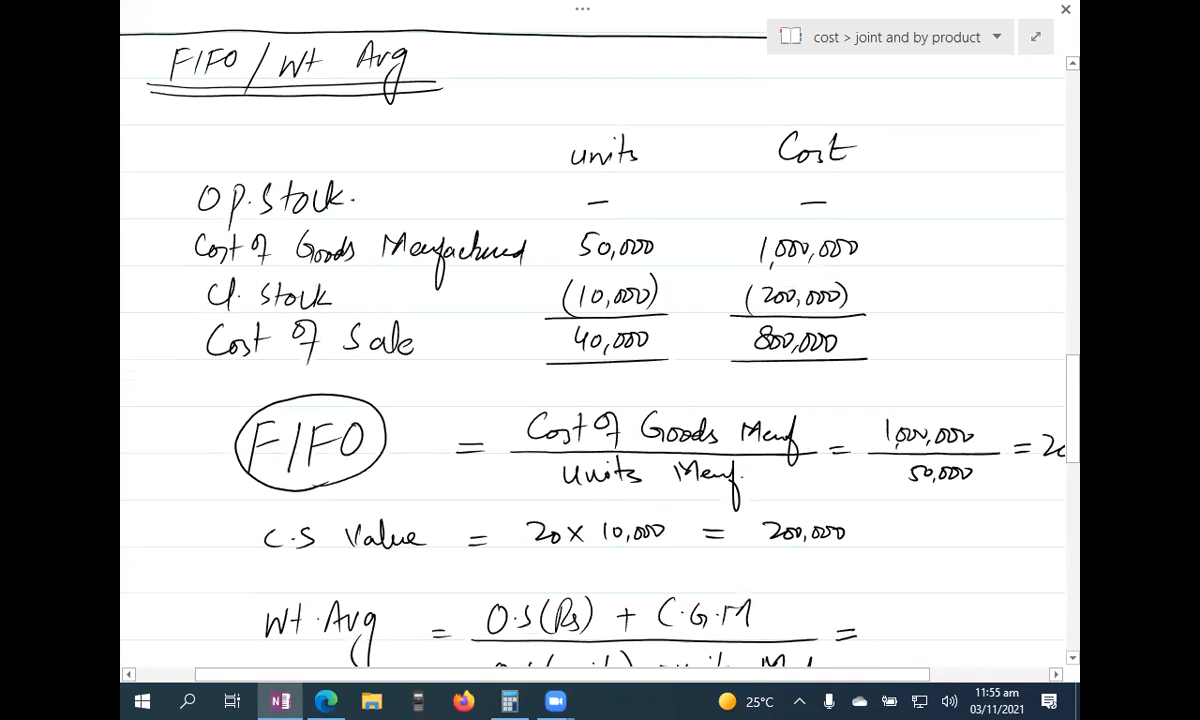 cost > joint and by product
FIFO / Wt Avg
units Cost
Op. Stock. – –
Cost of Goods Manufactured 50,000 1,000,000
Cl. Stock (10,000) (200,000)
Cost of Sale 40,000 800,000
FIFO = Cost of Goods Manf = 1,000,000 = 20
Units Manf. 50,000
C.S Value = 20 × 10,000 = 200,000
Wt. Avg = O.S (Rs) + C.G.M =
25°C
11:55 am
03/11/2021